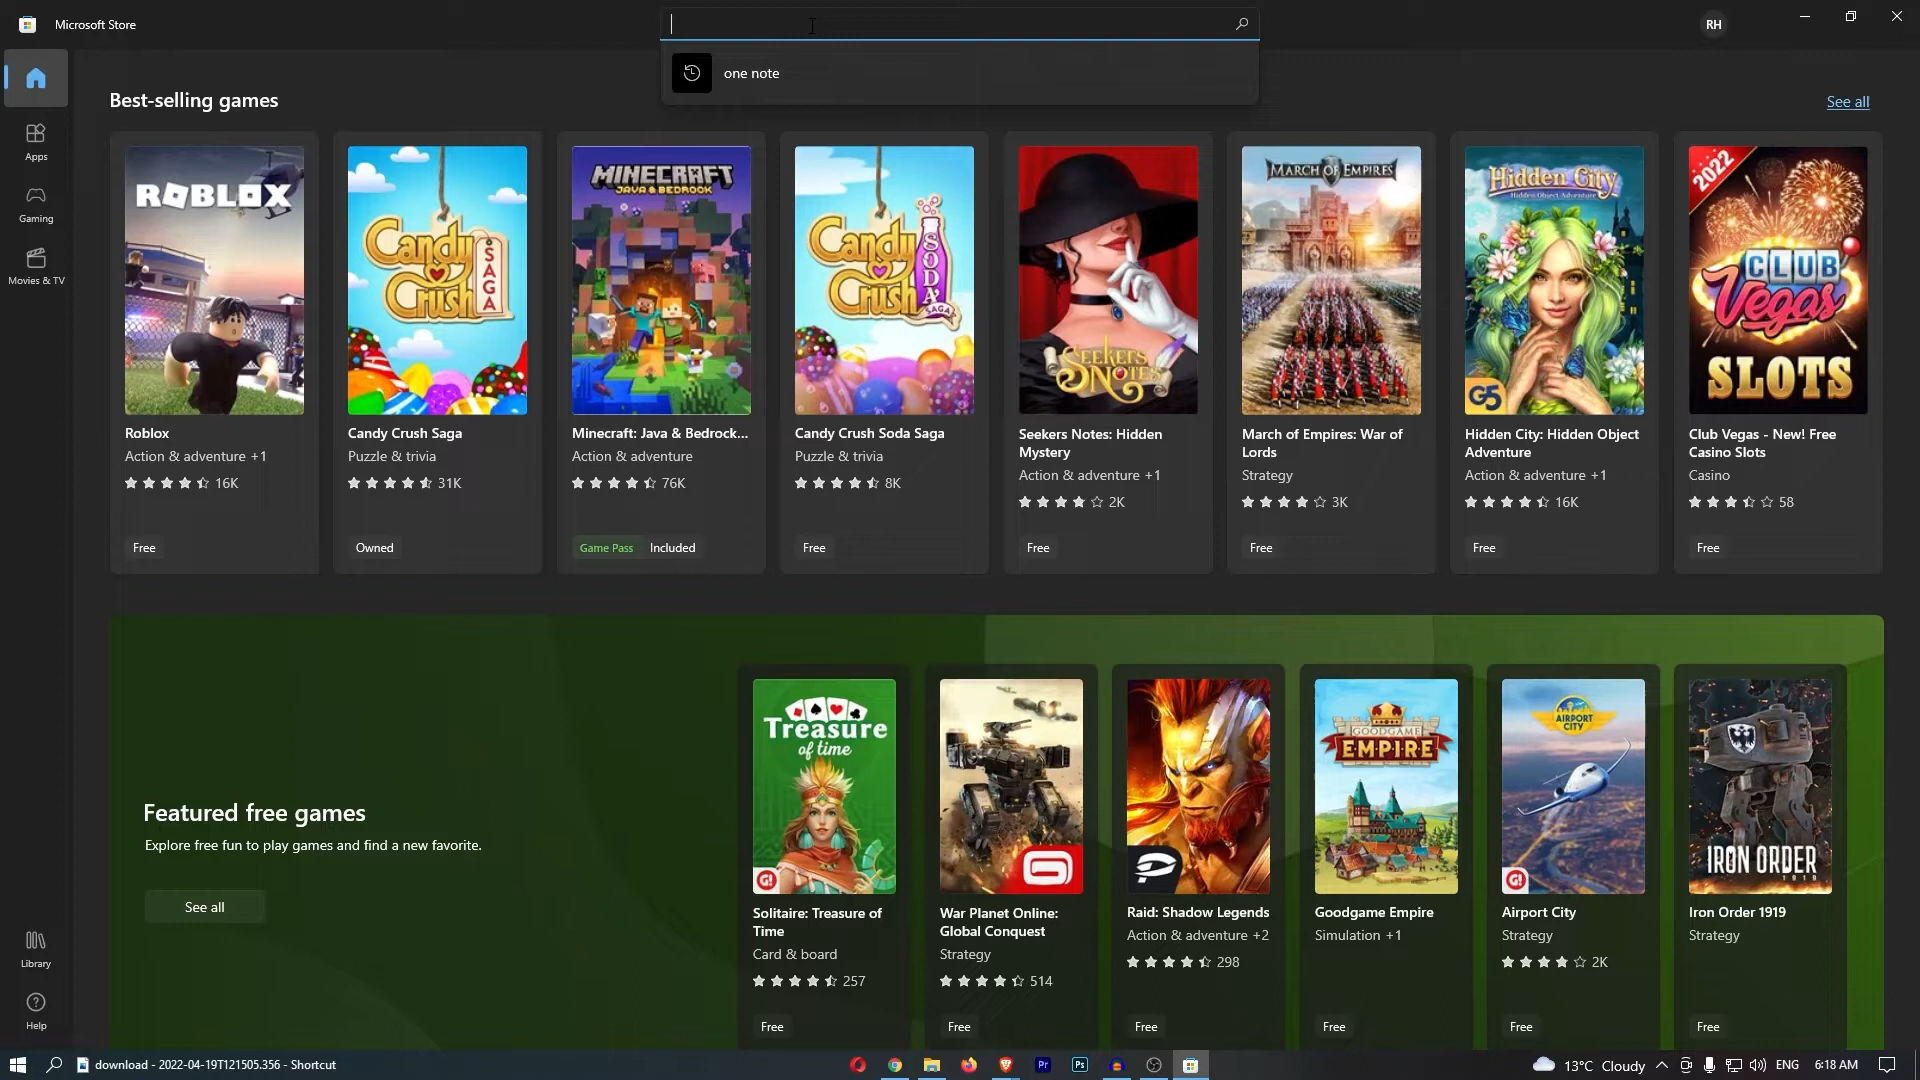 Microsoft Store
RH
one note
Apps
Gaming
Movies & TV
Library
Help
Best-selling games
See all
ROBLOX
Roblox
Action & adventure +1
16K
Free
Candy Crush SAGA
Candy Crush Saga
Puzzle & trivia
31K
Owned
MINECRAFT
JAVA & BEDROCK
Minecraft: Java & Bedrock...
Action & adventure
76K
Game Pass Included
Candy Crush SODA SAGA
Candy Crush Soda Saga
Puzzle & trivia
8K
Free
SEEKERS NOTES
Seekers Notes: Hidden
Mystery
Action & adventure +1
2K
Free
MARCH OF EMPIRES
March of Empires: War of
Lords
Strategy
3K
Free
Hidden City
Hidden Object Adventure
G5
Hidden City: Hidden Object
Adventure
Action & adventure +1
16K
Free
2022
CLUB
Vegas
SLOTS
Club Vegas - New! Free
Casino Slots
Casino
58
Free
Featured free games
Explore free fun to play games and find a new favorite.
See all
Treasure
of time
G!
Solitaire: Treasure of
Time
Card & board
257
Free
War Planet Online:
Global Conquest
Strategy
514
Free
Raid: Shadow Legends
Action & adventure +2
298
Free
GOODGAME
EMPIRE
Goodgame Empire
Simulation +1
Free
AIRPORT
CITY
G!
Airport City
Strategy
2K
Free
IRON ORDER
1919
Iron Order 1919
Strategy
Free
download - 2022-04-19T121505.356 - Shortcut
Pr
Ps
13°C Cloudy
ENG
6:18 AM